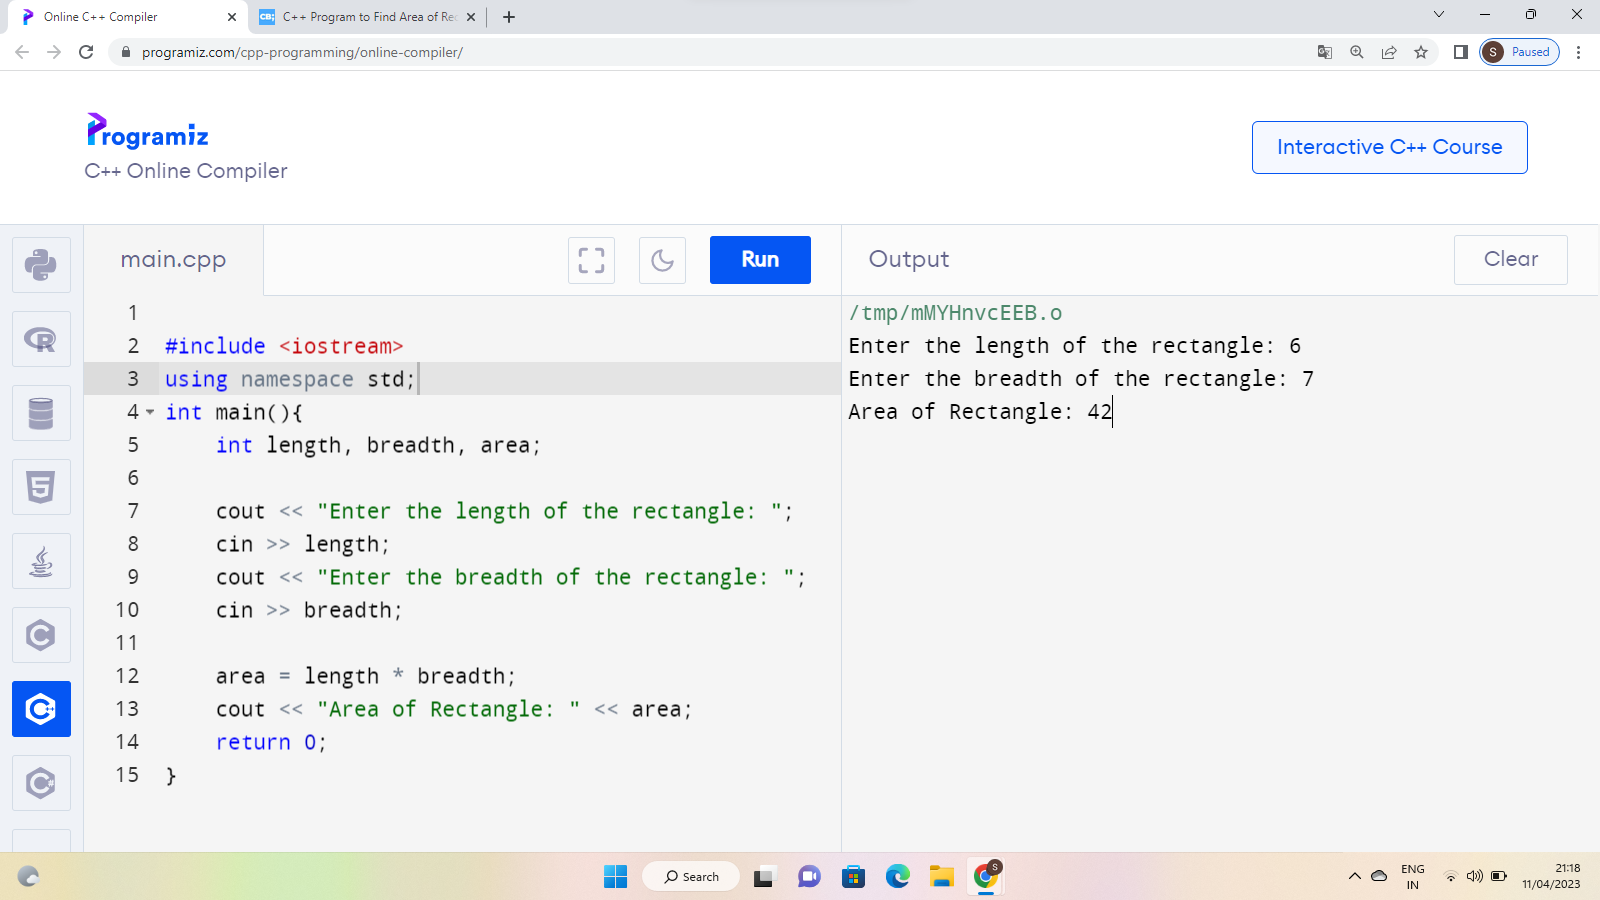 Online C++ Compiler
C++ Program to Find Area of Rec
programiz.com/cpp-programming/online-compiler/
S Paused
Programiz
C++ Online Compiler
Interactive C++ Course
main.cpp
Run
Output
Clear
1
2 #include <iostream>
3 using namespace std;
4 int main(){
5 int length, breadth, area;
6
7 cout << "Enter the length of the rectangle: ";
8 cin >> length;
9 cout << "Enter the breadth of the rectangle: ";
10 cin >> breadth;
11
12 area = length * breadth;
13 cout << "Area of Rectangle: " << area;
14 return 0;
15 }
/tmp/mMYHnvcEEB.o
Enter the length of the rectangle: 6
Enter the breadth of the rectangle: 7
Area of Rectangle: 42
Search
ENG
IN
21:18
11/04/2023